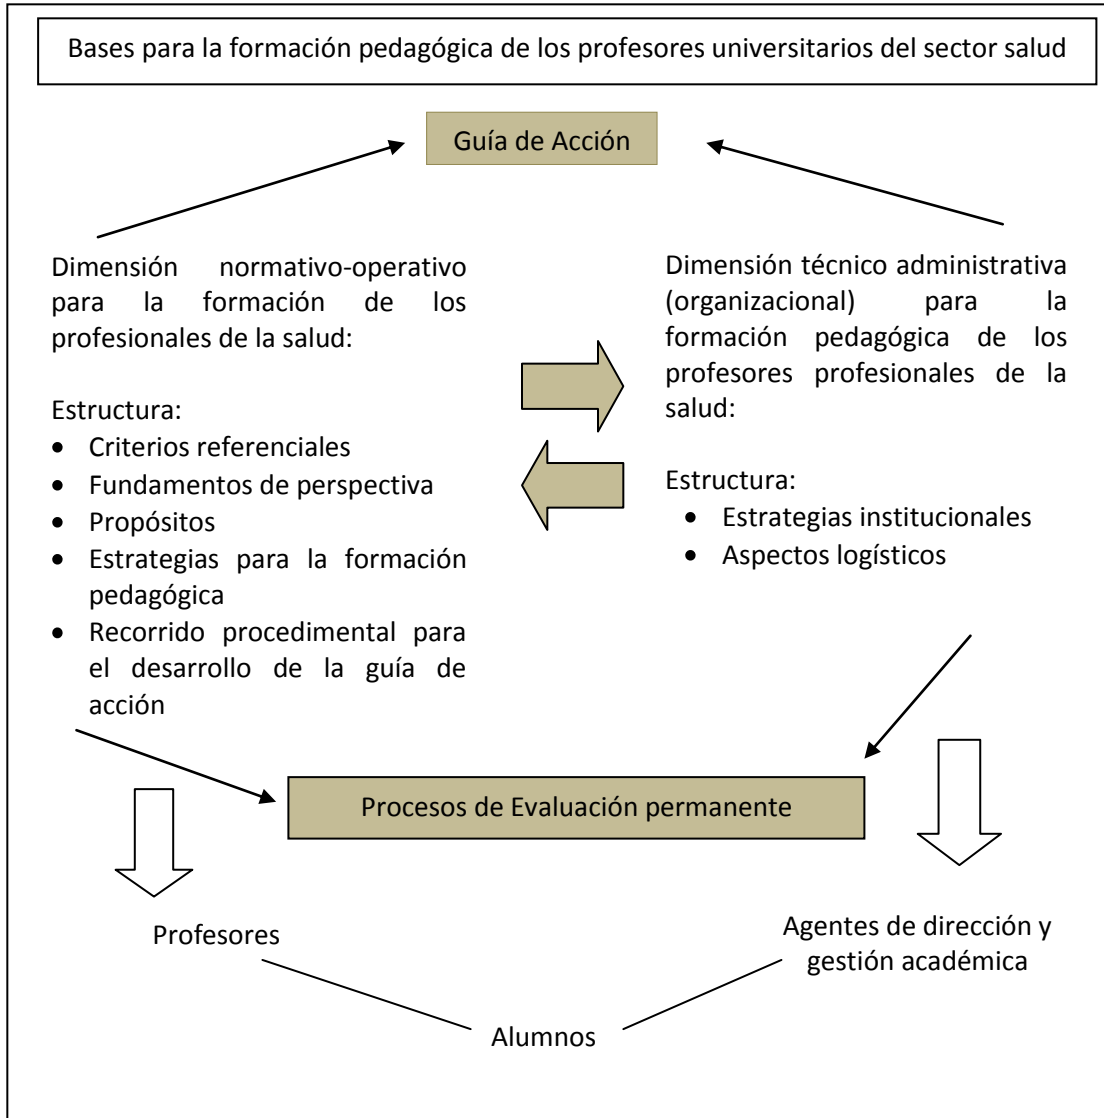 Bases para la formación pedagógica de los profesores universitarios del sector salud
Guía de Acción
Dimensión normativo-operativo
para la formación de los
profesionales de la salud:
Estructura:
• Criterios referenciales
• Fundamentos de perspectiva
• Propósitos
• Estrategias para la formación
pedagógica
• Recorrido procedimental para
el desarrollo de la guía de
acción
Dimensión técnico administrativa
(organizacional) para la
formación pedagógica de los
profesores profesionales de la
salud:
Estructura:
• Estrategias institucionales
• Aspectos logísticos
Procesos de Evaluación permanente
Profesores
Agentes de dirección y
gestión académica
Alumnos